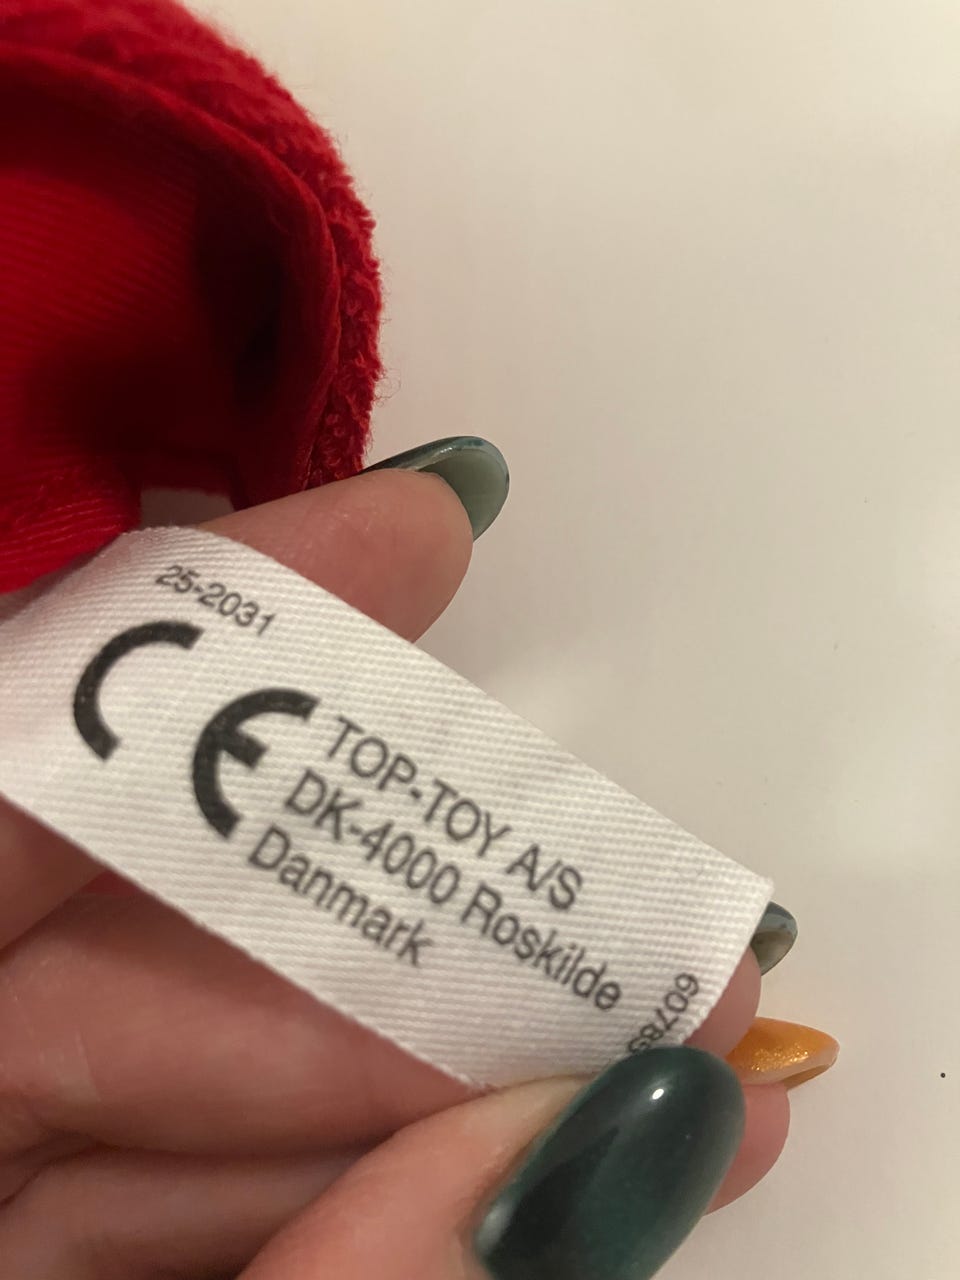 25-2031
CE
TOP-TOY A/S
DK-4000 Roskilde
Danmark